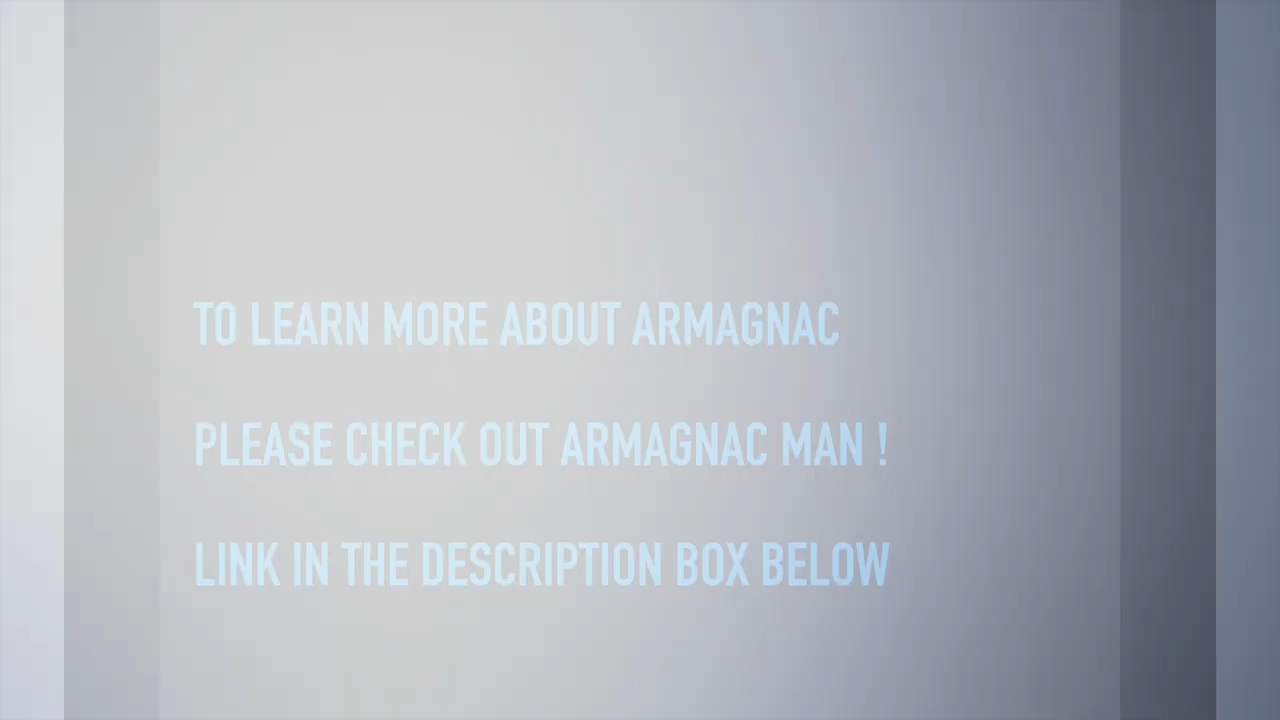 TO LEARN MORE ABOUT ARMAGNAC
PLEASE CHECK OUT ARMAGNAC MAN !
LINK IN THE DESCRIPTION BOX BELOW